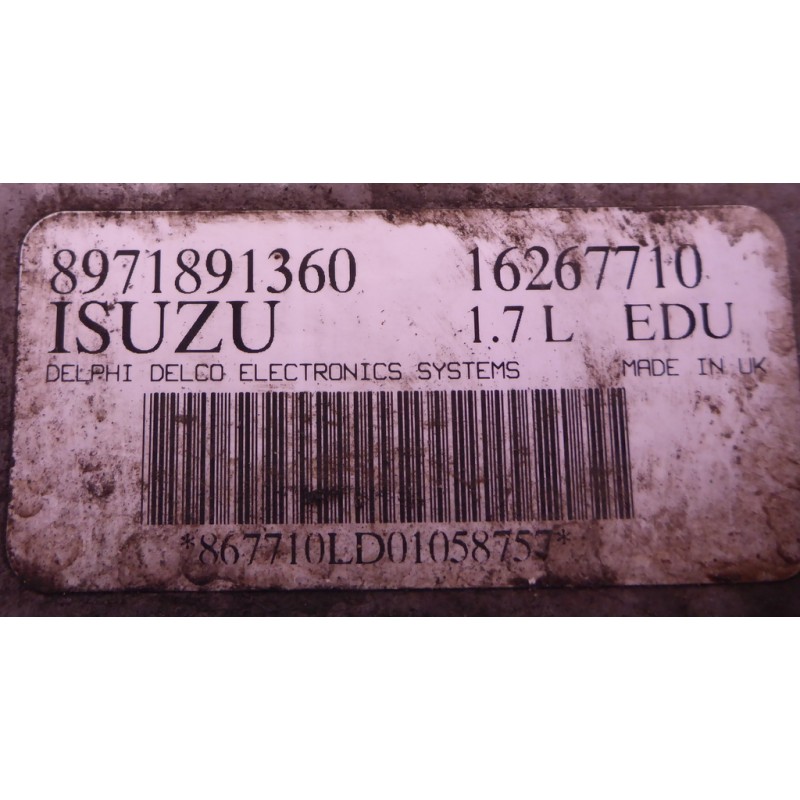 8971891360 16267710
ISUZU 1.7 L EDU
DELPHI DELCO ELECTRONICS SYSTEMS MADE IN UK
*867710LD01058757*